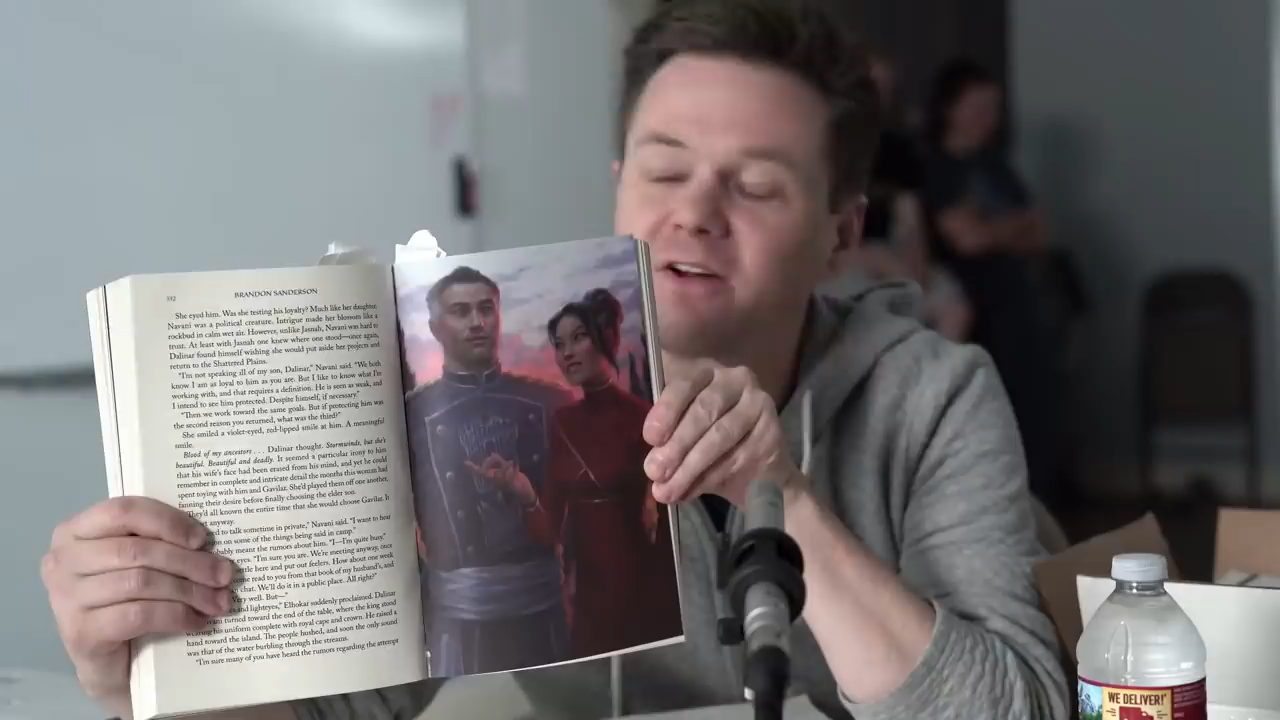 352
BRANDON SANDERSON
She eyed him. Was she testing his loyalty? Much like her daughter,
Navani was a political creature. Intrigue made her blossom like a
rockbud in calm wet air. However, unlike Jasnah, Navani was hard to
trust. At least with Jasnah one knew where one stood—once again,
Dalinar found himself wishing she would put aside her projects and
return to the Shattered Plains.
"I'm not speaking ill of my son, Dalinar," Navani said. "We both
know I am as loyal to him as you are. But I like to know what I'm
working with, and that requires a definition. He is seen as weak, and
I intend to see him protected. Despite himself, if necessary."
"Then we work toward the same goals. But if protecting him was
the second reason you returned, what was the third?"
She smiled a violet-eyed, red-lipped smile at him. A meaningful
smile.
Blood of my ancestors . . . Dalinar thought. Stormwinds, but she's
beautiful. Beautiful and deadly. It seemed a particular irony to him
that his wife's face had been erased from his mind, and yet he could
remember in complete and intricate detail the months this woman had
spent toying with him and Gavilar. She'd played them off one another,
fanning their desire before finally choosing the elder son.
They'd all known the entire time that she would choose Gavilar. It
anyway.
to talk sometime in private," Navani said. "I want to hear
on some of the things being said in camp."
meant the rumors about him. "I—I'm quite busy."
eyes. "I'm sure you are. We're meeting anyway, once
settle here and put out feelers. How about one week
read to you from that book of my husband's, and
chat. We'll do it in a public place. All right?"
Very well. But—"
and lighteyes," Elhokar suddenly proclaimed. Dalinar
turned toward the end of the table, where the king stood
wearing his uniform complete with royal cape and crown. He raised a
hand toward the island. The people hushed, and soon the only sound
was that of the water burbling through the streams.
"I'm sure many of you have heard the rumors regarding the attempt
WE DELIVER!